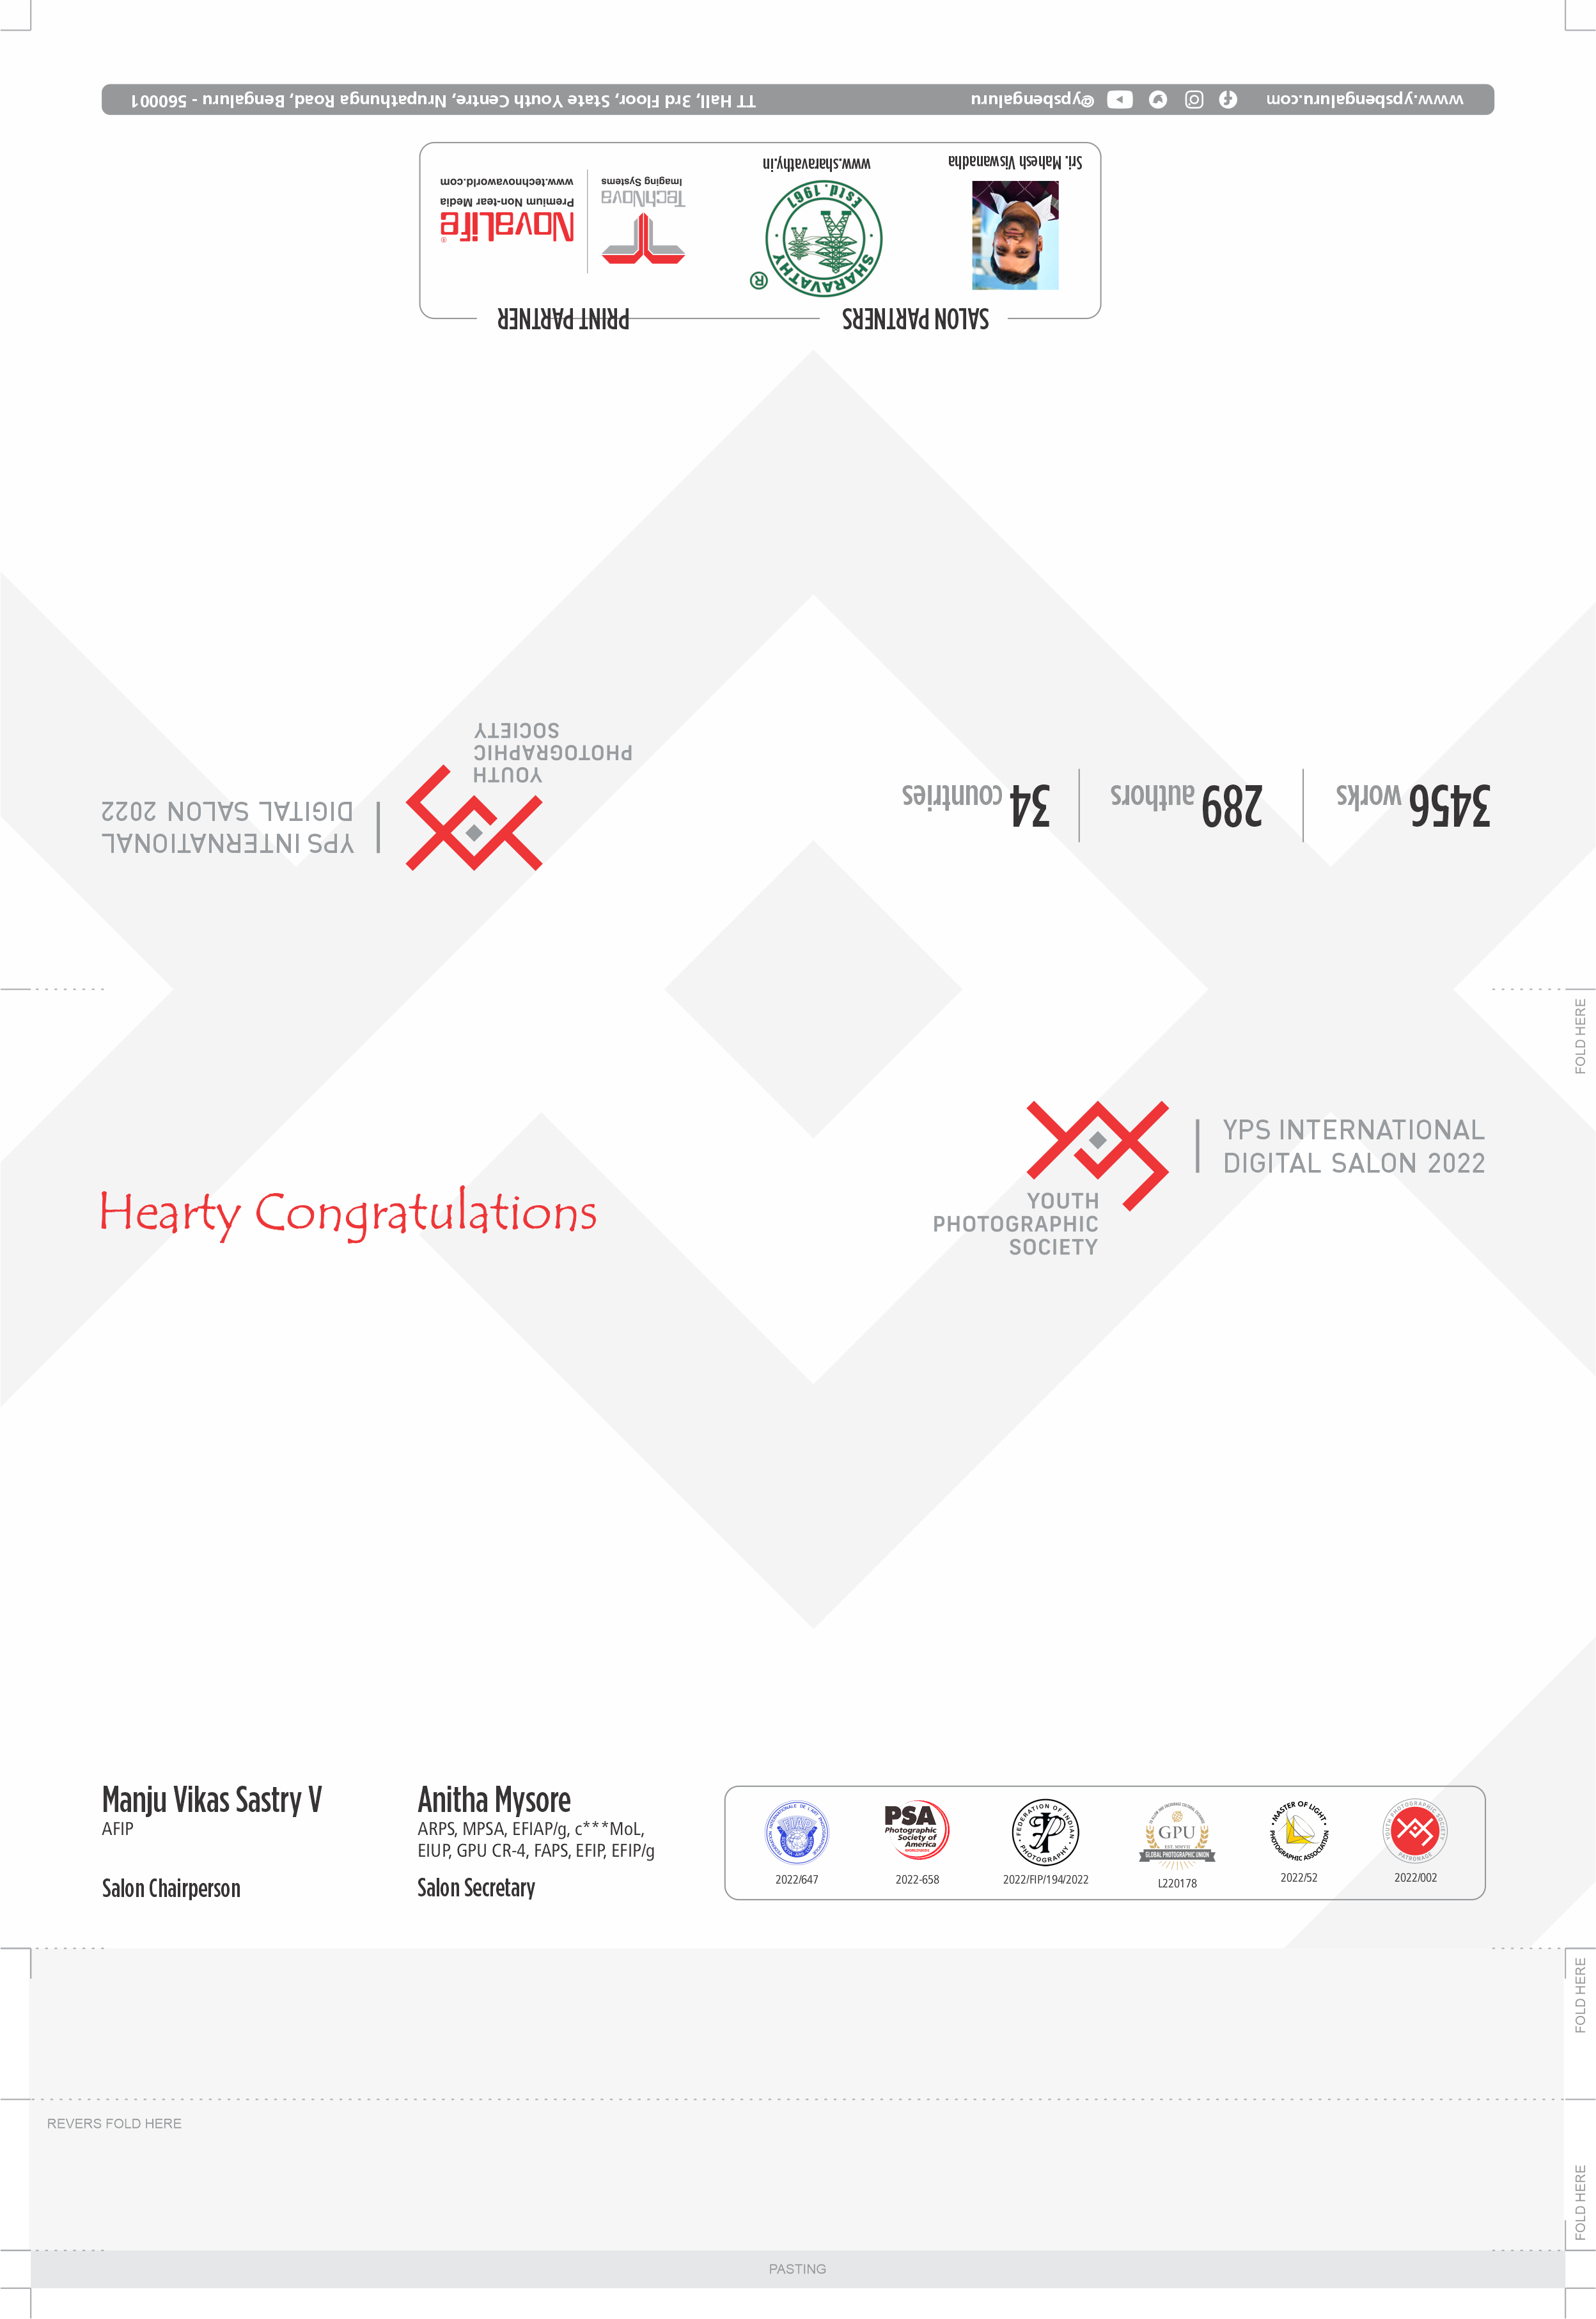 3456 works
289 authors
34 countries
YOUTH
PHOTOGRAPHIC
SOCIETY
YPS INTERNATIONAL
DIGITAL SALON 2022
SALON PARTNERS
PRINT PARTNER
Sri. Mahesh Viswanadha
SHARAVATHY
Estd. 1967
®
www.sharavathy.in
TECHNOVA
Imaging Systems
NovaLife®
Premium Non-tear Media
www.technovaworld.com
www.ypsbengaluru.com
@ypsbengaluru
TT Hall, 3rd Floor, State Youth Centre, Nrupathunga Road, Bengaluru - 560001
FOLD HERE
YOUTH
PHOTOGRAPHIC
SOCIETY
YPS INTERNATIONAL
DIGITAL SALON 2022
Hearty Congratulations
Manju Vikas Sastry V
AFIP
Salon Chairperson
Anitha Mysore
ARPS, MPSA, EFIAP/g, c***MoL,
EIUP, GPU CR-4, FAPS, EFIP, EFIP/g
Salon Secretary
FIAP
2022/647
PSA
Photographic
Society of
America
WORLDWIDE
2022-658
FEDERATION OF INDIAN PHOTOGRAPHY
2022/FIP/194/2022
GPU
EST. MMVII
GLOBAL PHOTOGRAPHIC UNION
L220178
MASTER OF LIGHT
PHOTOGRAPHIC ASSOCIATION
2022/52
YOUTH PHOTOGRAPHIC SOCIETY
PATRONAGE
2022/002
FOLD HERE
REVERS FOLD HERE
FOLD HERE
PASTING